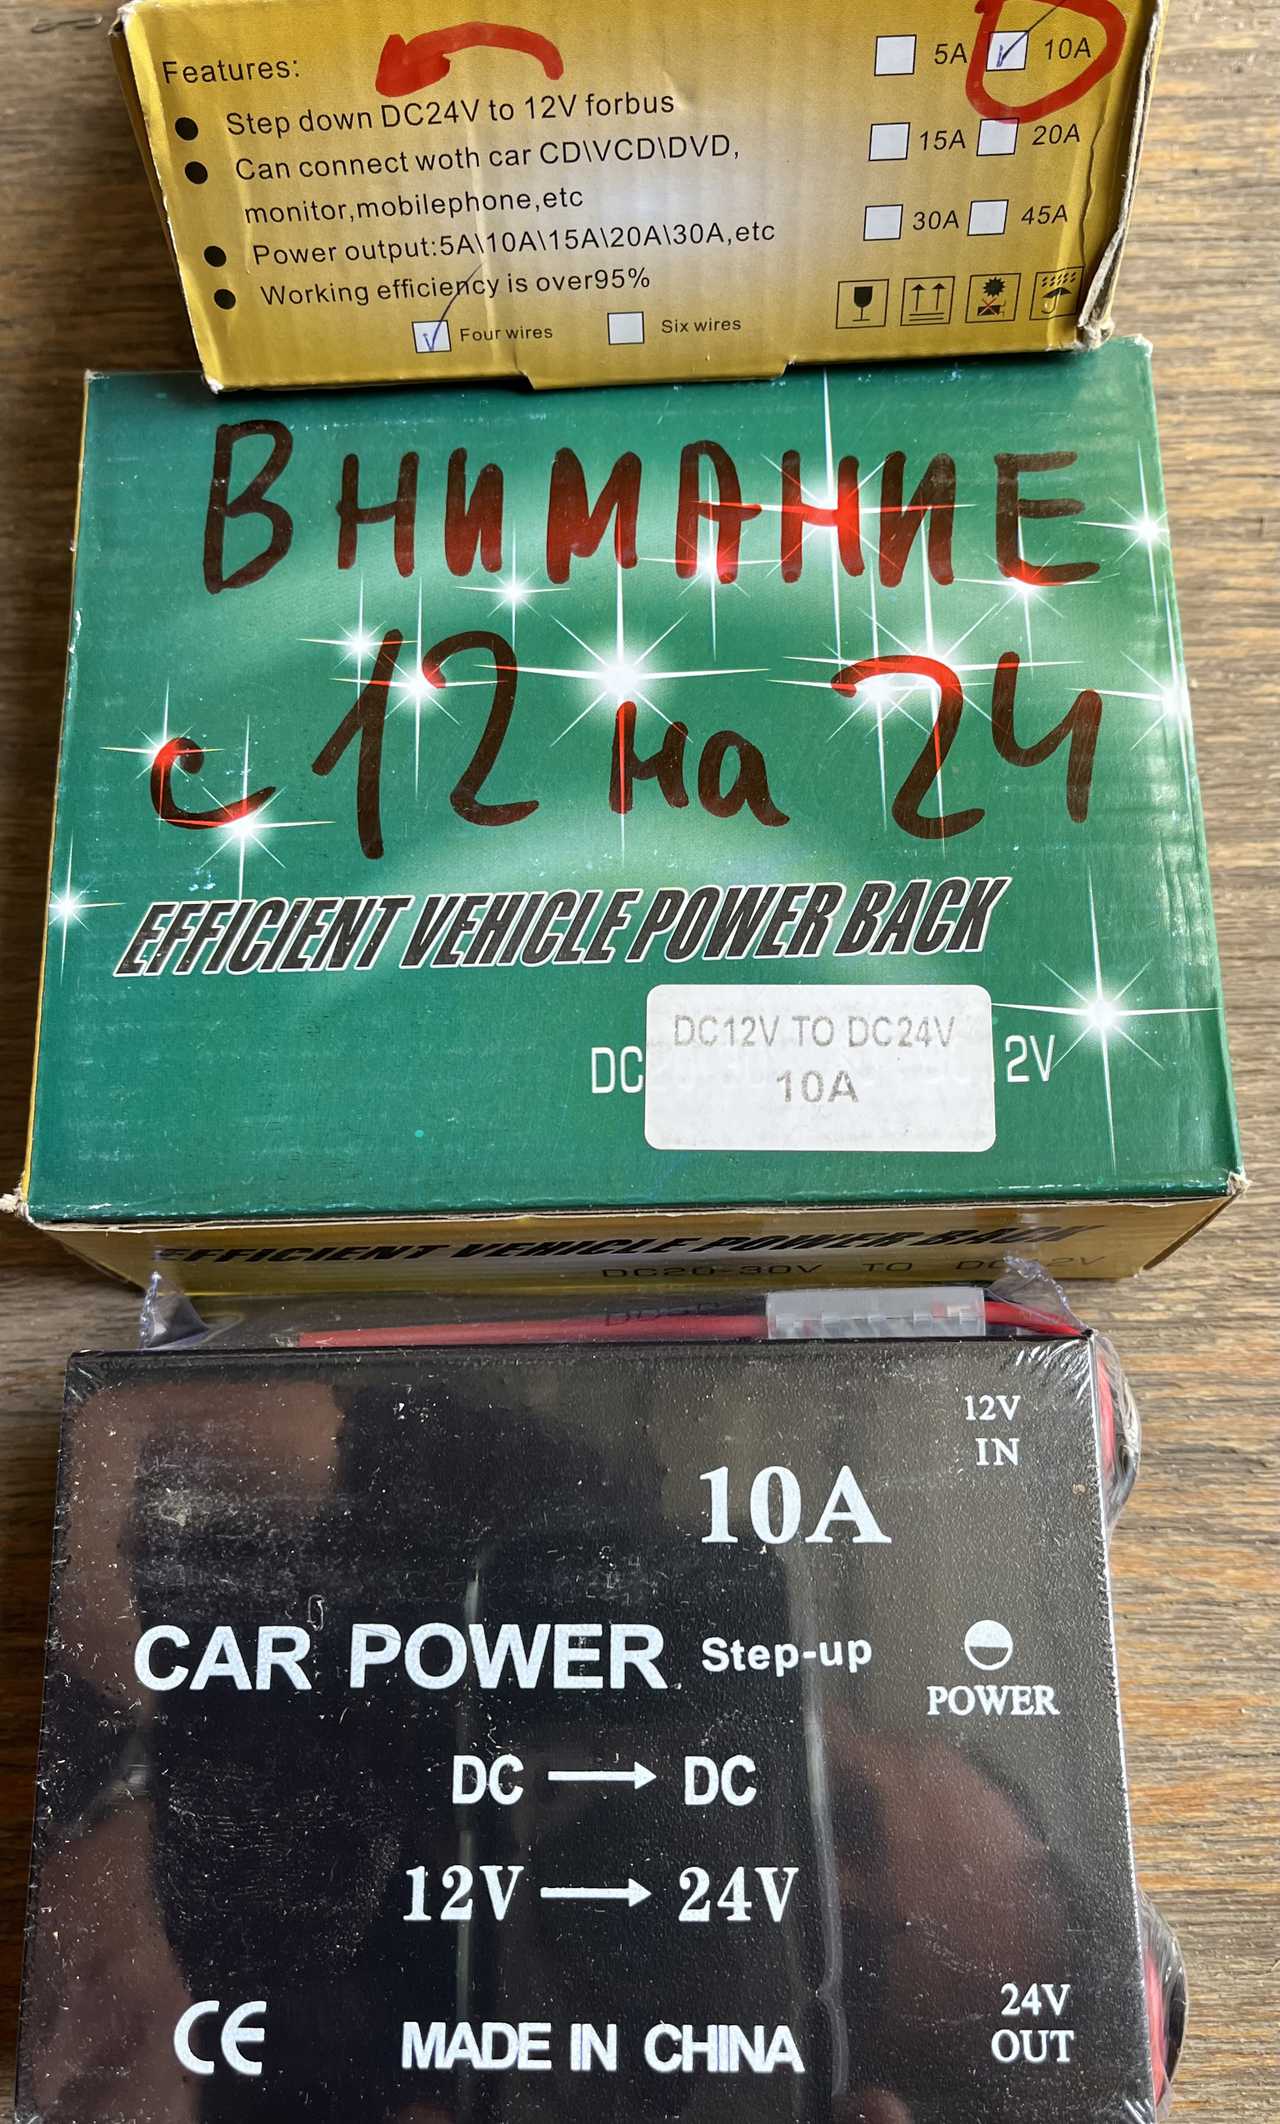 Features:
5A 10A
● Step down DC24V to 12V forbus
● Can connect woth car CD\VCD\DVD,
15A 20A
monitor,mobilephone,etc
30A 45A
● Power output:5A\10A\15A\20A\30A,etc
● Working efficiency is over95%
Four wires Six wires
ВНИМАНИЕ
с 12 на 24
EFFICIENT VEHICLE POWER BACK
DC 2V
DC12V TO DC24V
10A
EFFICIENT VEHICLE POWER BACK
DC20-30V TO DC 2V
12V
IN
10A
CAR POWER Step-up
POWER
DC → DC
12V → 24V
24V
OUT
CE MADE IN CHINA